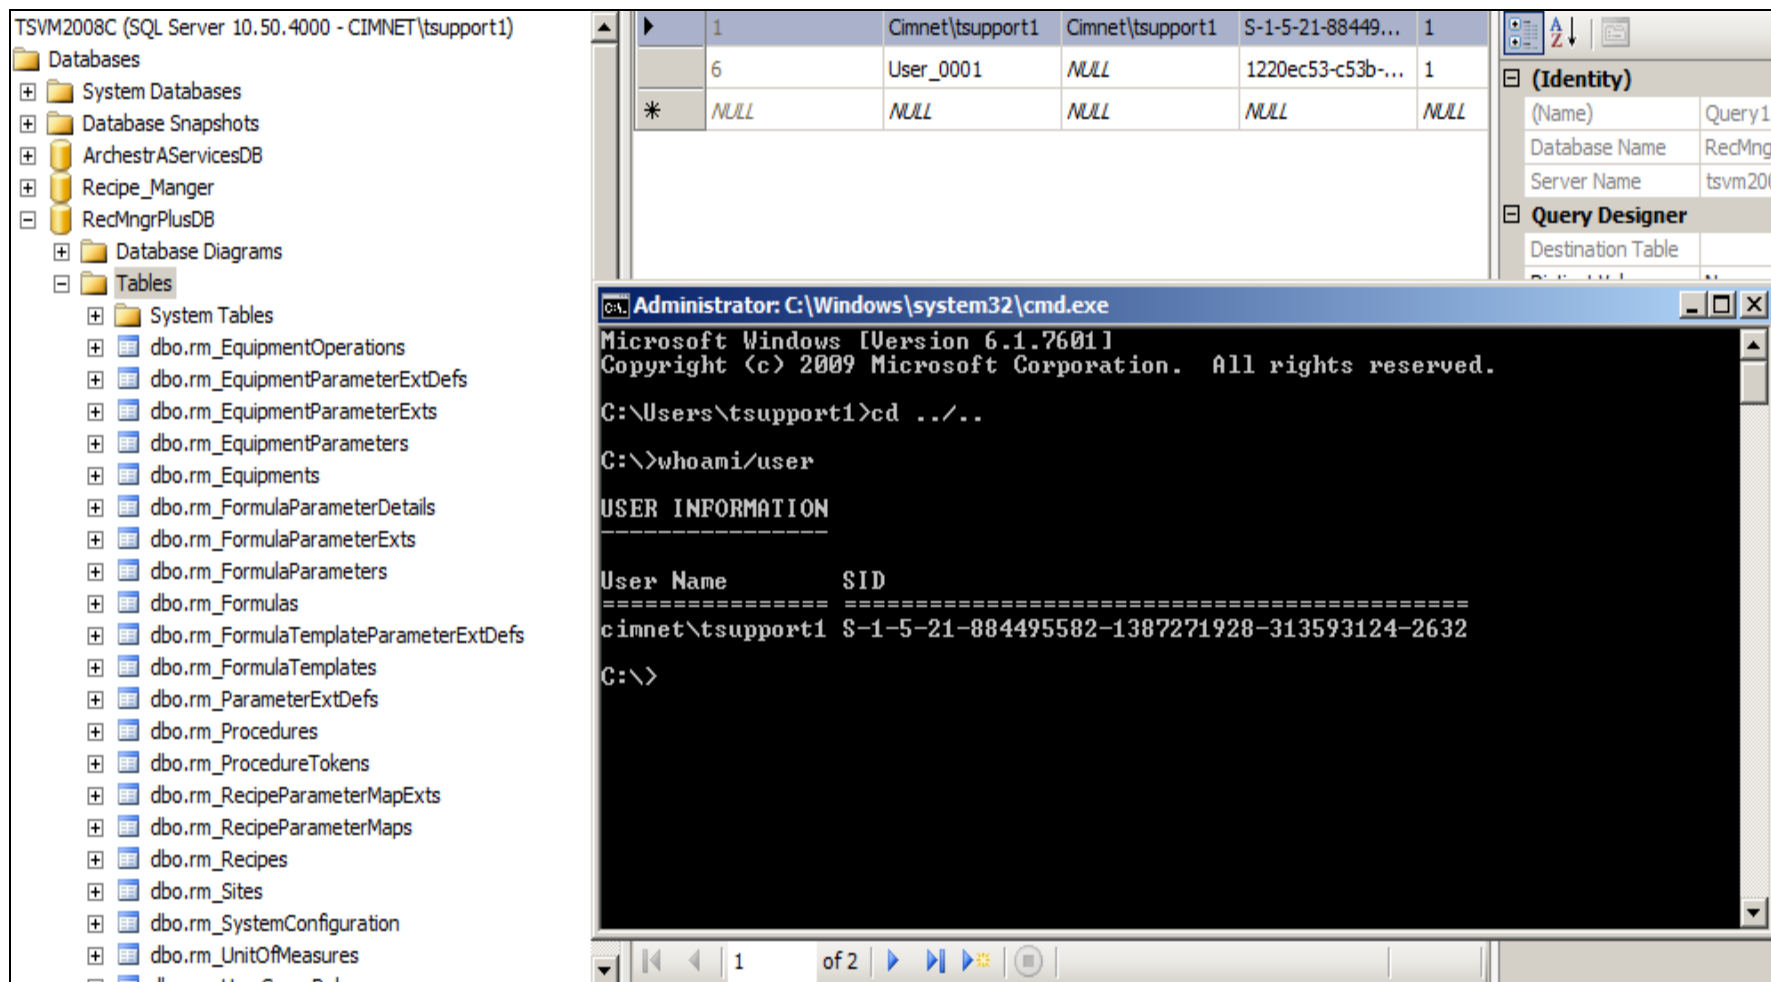 TSVM2008C (SQL Server 10.50.4000 - CIMNET\tsupport1)
Databases
System Databases
Database Snapshots
ArchestrAServicesDB
Recipe_Manger
RecMngrPlusDB
Database Diagrams
Tables
System Tables
dbo.rm_EquipmentOperations
dbo.rm_EquipmentParameterExtDefs
dbo.rm_EquipmentParameterExts
dbo.rm_EquipmentParameters
dbo.rm_Equipments
dbo.rm_FormulaParameterDetails
dbo.rm_FormulaParameterExts
dbo.rm_FormulaParameters
dbo.rm_Formulas
dbo.rm_FormulaTemplateParameterExtDefs
dbo.rm_FormulaTemplates
dbo.rm_ParameterExtDefs
dbo.rm_Procedures
dbo.rm_ProcedureTokens
dbo.rm_RecipeParameterMapExts
dbo.rm_RecipeParameterMaps
dbo.rm_Recipes
dbo.rm_Sites
dbo.rm_SystemConfiguration
dbo.rm_UnitOfMeasures
1 Cimnet\tsupport1 Cimnet\tsupport1 S-1-5-21-88449... 1
6 User_0001 NULL 1220ec53-c53b-... 1
NULL NULL NULL NULL NULL
(Identity)
(Name) Query1
Database Name RecMng
Server Name tsvm200
Query Designer
Destination Table
Administrator: C:\Windows\system32\cmd.exe
Microsoft Windows [Version 6.1.7601]
Copyright (c) 2009 Microsoft Corporation. All rights reserved.
C:\Users\tsupport1>cd ../..
C:\>whoami/user
USER INFORMATION
----------------
User Name SID
================ ============================================
cimnet\tsupport1 S-1-5-21-884495582-1387271928-313593124-2632
C:\>
1 of 2